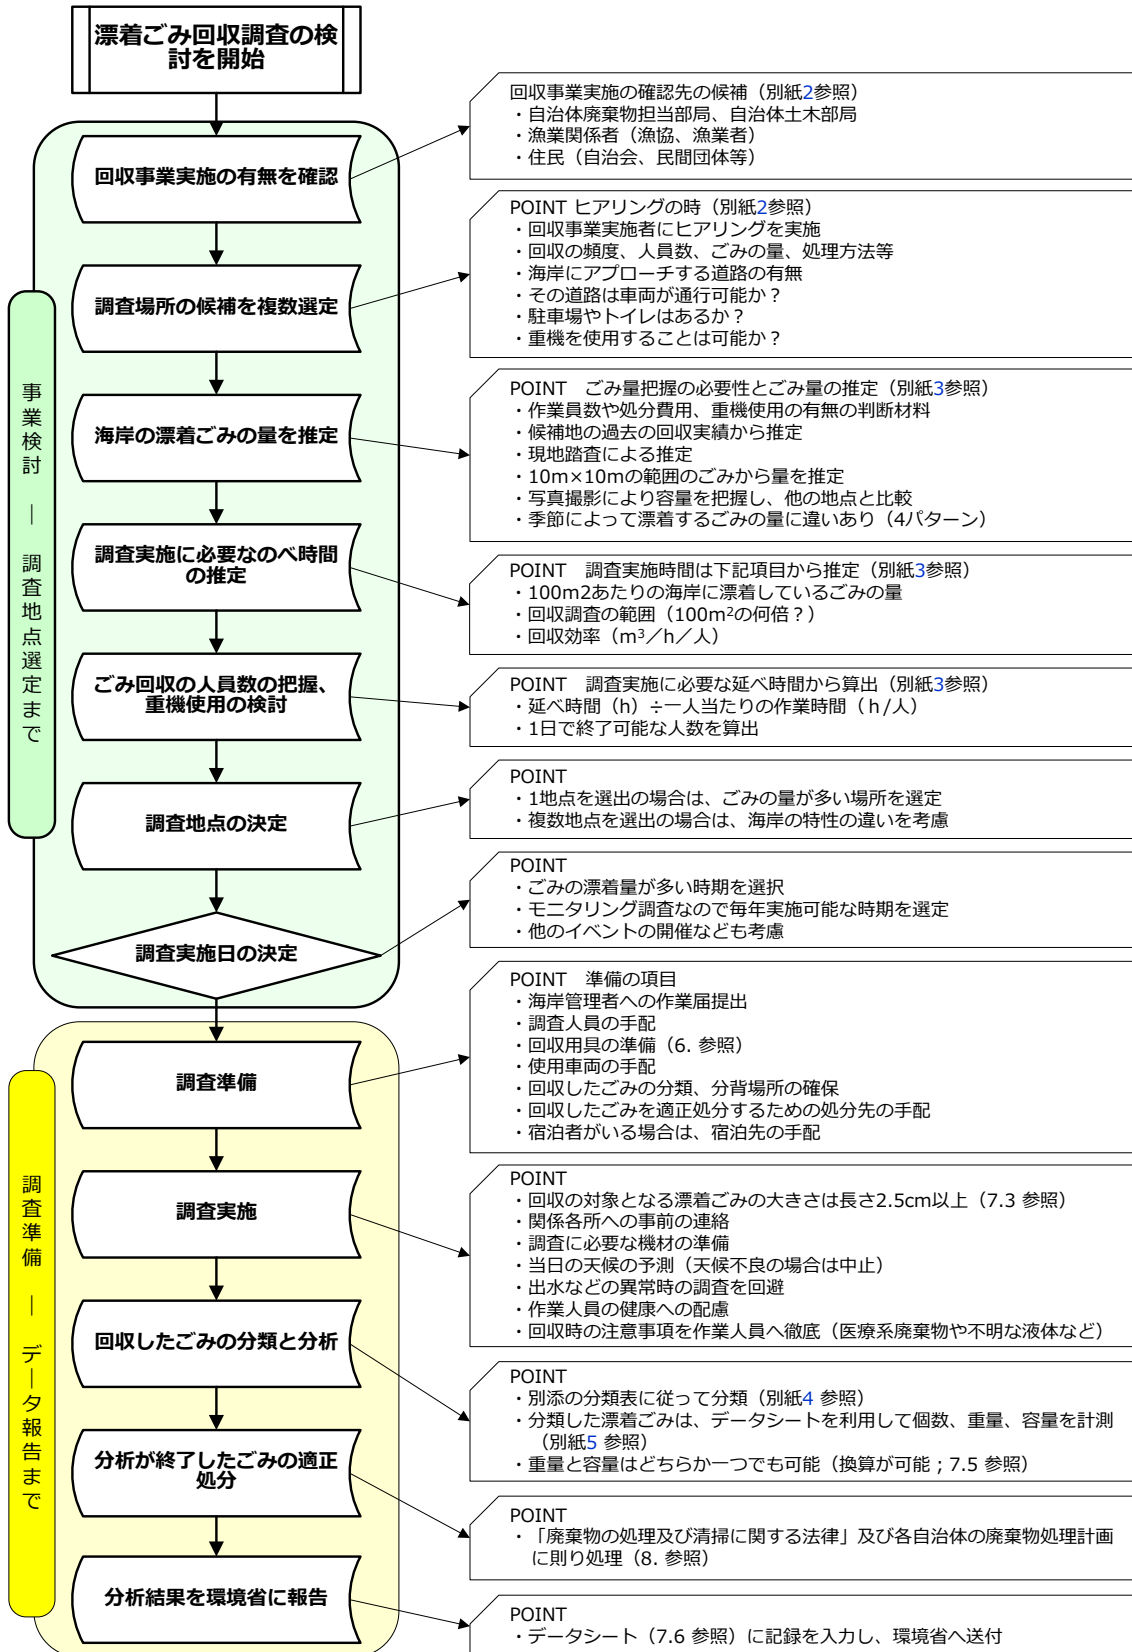 漂着ごみ回収調査の検
討を開始
事業検討 ｜ 調査地点選定まで
回収事業実施の有無を確認
回収事業実施の確認先の候補（別紙2参照）
・自治体廃棄物担当部局、自治体土木部局
・漁業関係者（漁協、漁業者）
・住民（自治会、民間団体等）
調査場所の候補を複数選定
POINT ヒアリングの時（別紙2参照）
・回収事業実施者にヒアリングを実施
・回収の頻度、人員数、ごみの量、処理方法等
・海岸にアプローチする道路の有無
・その道路は車両が通行可能か？
・駐車場やトイレはあるか？
・重機を使用することは可能か？
海岸の漂着ごみの量を推定
POINT　ごみ量把握の必要性とごみ量の推定（別紙3参照）
・作業員数や処分費用、重機使用の有無の判断材料
・候補地の過去の回収実績から推定
・現地踏査による推定
・10m×10mの範囲のごみから量を推定
・写真撮影により容量を把握し、他の地点と比較
・季節によって漂着するごみの量に違いあり（4パターン）
調査実施に必要なのべ時間
の推定
POINT　調査実施時間は下記項目から推定（別紙3参照）
・100m2あたりの海岸に漂着しているごみの量
・回収調査の範囲（100m²の何倍？）
・回収効率（m³／h／人）
ごみ回収の人員数の把握、
重機使用の検討
POINT　調査実施に必要な延べ時間から算出（別紙3参照）
・延べ時間（h）÷一人当たりの作業時間（ｈ/人）
・1日で終了可能な人数を算出
調査地点の決定
POINT
・1地点を選出の場合は、ごみの量が多い場所を選定
・複数地点を選出の場合は、海岸の特性の違いを考慮
調査実施日の決定
POINT
・ごみの漂着量が多い時期を選択
・モニタリング調査なので毎年実施可能な時期を選定
・他のイベントの開催なども考慮
調査準備 ｜ データ報告まで
調査準備
POINT　準備の項目
・海岸管理者への作業届提出
・調査人員の手配
・回収用具の準備（6. 参照）
・使用車両の手配
・回収したごみの分類、分背場所の確保
・回収したごみを適正処分するための処分先の手配
・宿泊者がいる場合は、宿泊先の手配
調査実施
POINT
・回収の対象となる漂着ごみの大きさは長さ2.5cm以上（7.3 参照）
・関係各所への事前の連絡
・調査に必要な機材の準備
・当日の天候の予測（天候不良の場合は中止）
・出水などの異常時の調査を回避
・作業人員の健康への配慮
・回収時の注意事項を作業人員へ徹底（医療系廃棄物や不明な液体など）
回収したごみの分類と分析
POINT
・別添の分類表に従って分類（別紙4 参照）
・分類した漂着ごみは、データシートを利用して個数、重量、容量を計測
（別紙5 参照）
・重量と容量はどちらか一つでも可能（換算が可能；7.5 参照）
分析が終了したごみの適正
処分
POINT
・「廃棄物の処理及び清掃に関する法律」及び各自治体の廃棄物処理計画
に則り処理（8. 参照）
分析結果を環境省に報告
POINT
・データシート（7.6 参照）に記録を入力し、環境省へ送付